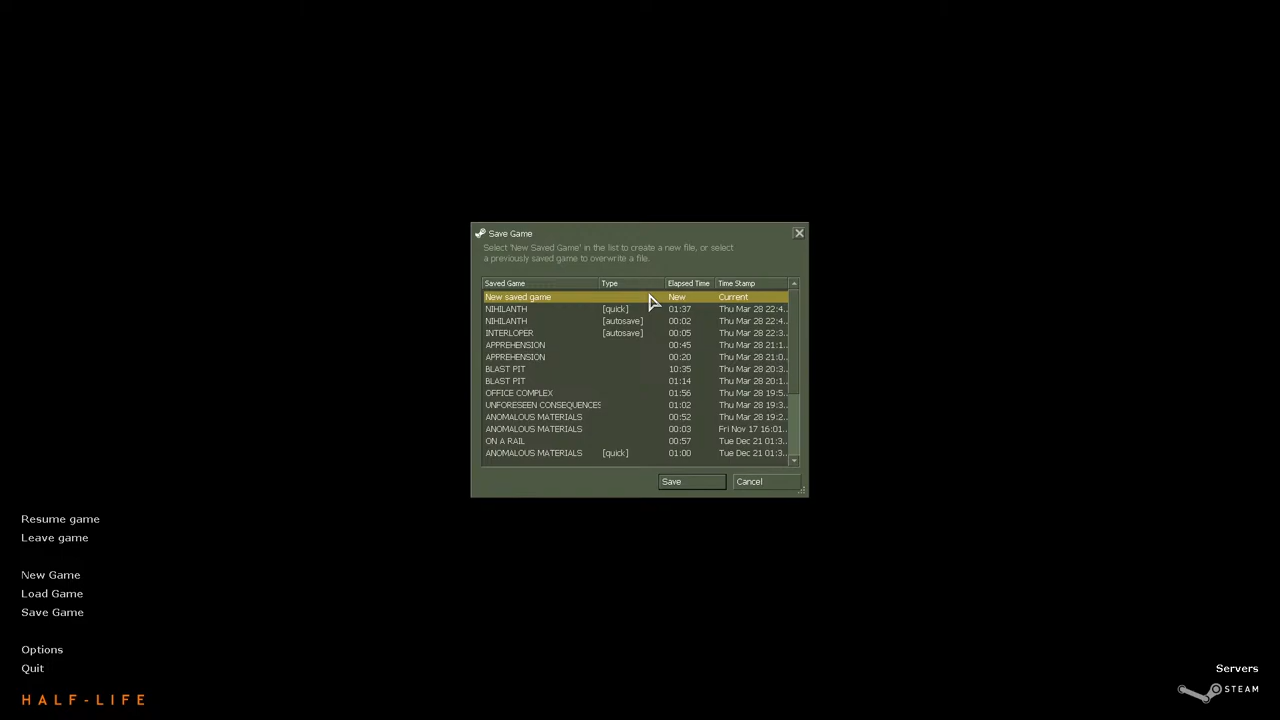 Save Game
Select 'New Saved Game' in the list to create a new file, or select
a previously saved game to overwrite a file.
Saved Game Type Elapsed Time Time Stamp
New saved game New Current
NIHILANTH [quick] 01:37 Thu Mar 28 22:4...
NIHILANTH [autosave] 00:02 Thu Mar 28 22:4...
INTERLOPER [autosave] 00:05 Thu Mar 28 22:3...
APPREHENSION 00:45 Thu Mar 28 21:1...
APPREHENSION 00:20 Thu Mar 28 21:0...
BLAST PIT 10:35 Thu Mar 28 20:3...
BLAST PIT 01:14 Thu Mar 28 20:1...
OFFICE COMPLEX 01:56 Thu Mar 28 19:5...
UNFORESEEN CONSEQUENCES 01:02 Thu Mar 28 19:3...
ANOMALOUS MATERIALS 00:52 Thu Mar 28 19:2...
ANOMALOUS MATERIALS 00:03 Fri Nov 17 16:01...
ON A RAIL 00:57 Tue Dec 21 01:3...
ANOMALOUS MATERIALS [quick] 01:00 Tue Dec 21 01:3...
Save Cancel
Resume game
Leave game
New Game
Load Game
Save Game
Options
Quit
Servers
HALF-LIFE
STEAM